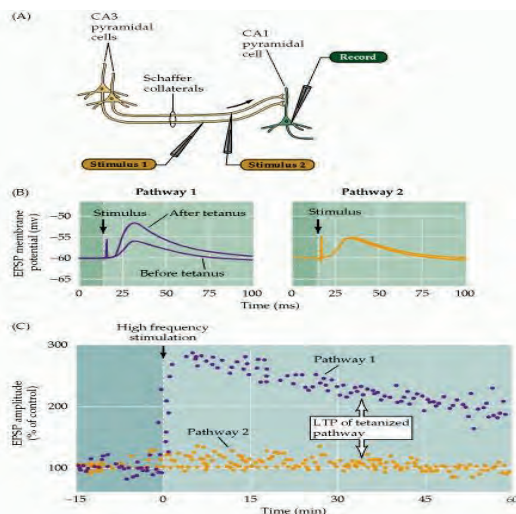 (A)
CA3
pyramidal
cells
Schaffer
collaterals
CA1
pyramidal
cell
Record
Stimulus 1
Stimulus 2
(B)
Pathway 1
Pathway 2
EPSP membrane
potential (mv)
−50
−55
−60
−65
Stimulus
After tetanus
Before tetanus
Stimulus
0 25 50 75 100
0 25 50 75 100
Time (ms)
(C)
High frequency
stimulation
EPSP amplitude
(% of control)
300
200
100
Pathway 1
LTP of tetanized
pathway
Pathway 2
−15 0 15 30 45 60
Time (min)